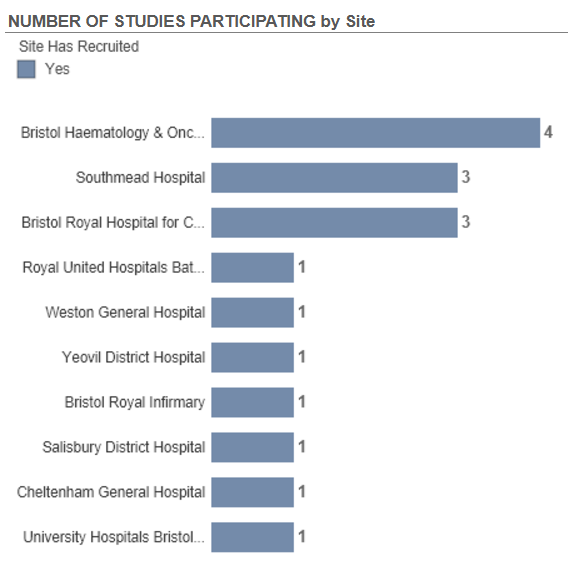 NUMBER OF STUDIES PARTICIPATING by Site
Site Has Recruited
Yes
Bristol Haematology & Onc... 4
Southmead Hospital 3
Bristol Royal Hospital for C... 3
Royal United Hospitals Bat... 1
Weston General Hospital 1
Yeovil District Hospital 1
Bristol Royal Infirmary 1
Salisbury District Hospital 1
Cheltenham General Hospital 1
University Hospitals Bristol... 1